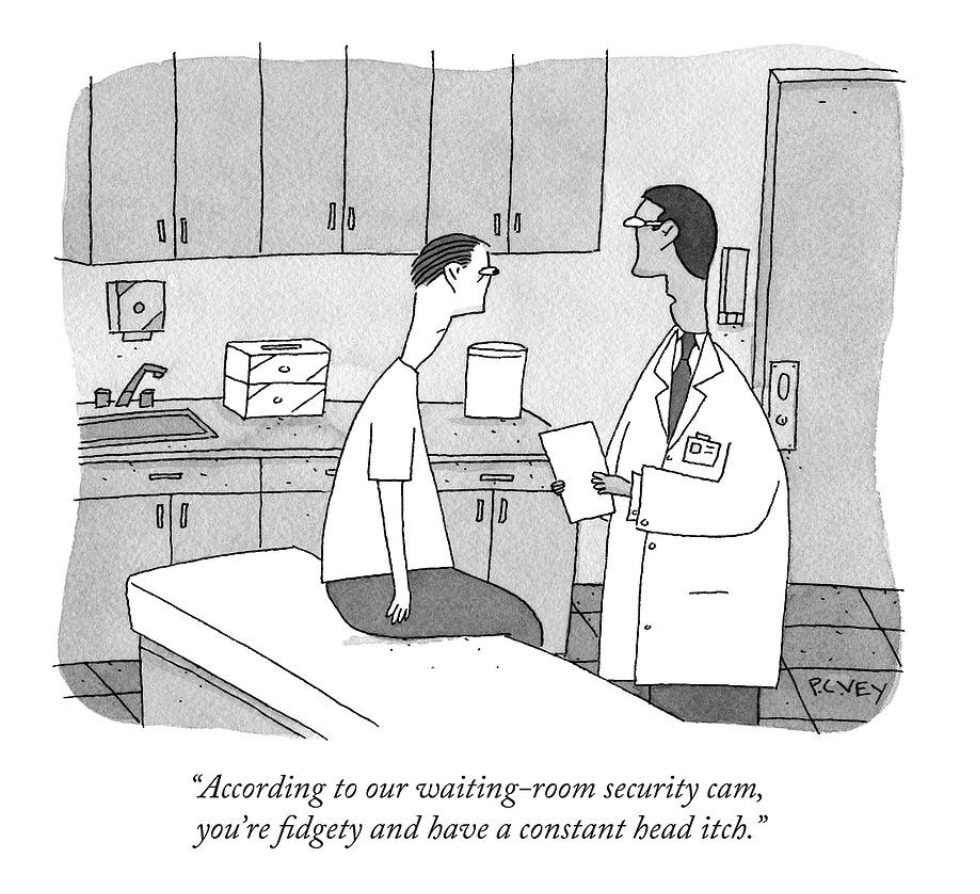 P.C.VEY
“According to our waiting-room security cam,
you’re fidgety and have a constant head itch.”